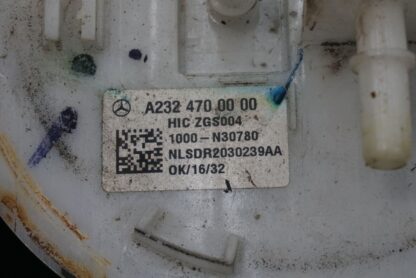 A232 470 00 00
HIC ZGS004
1000-N30780
NLSDR2030239AA
OK/16/32